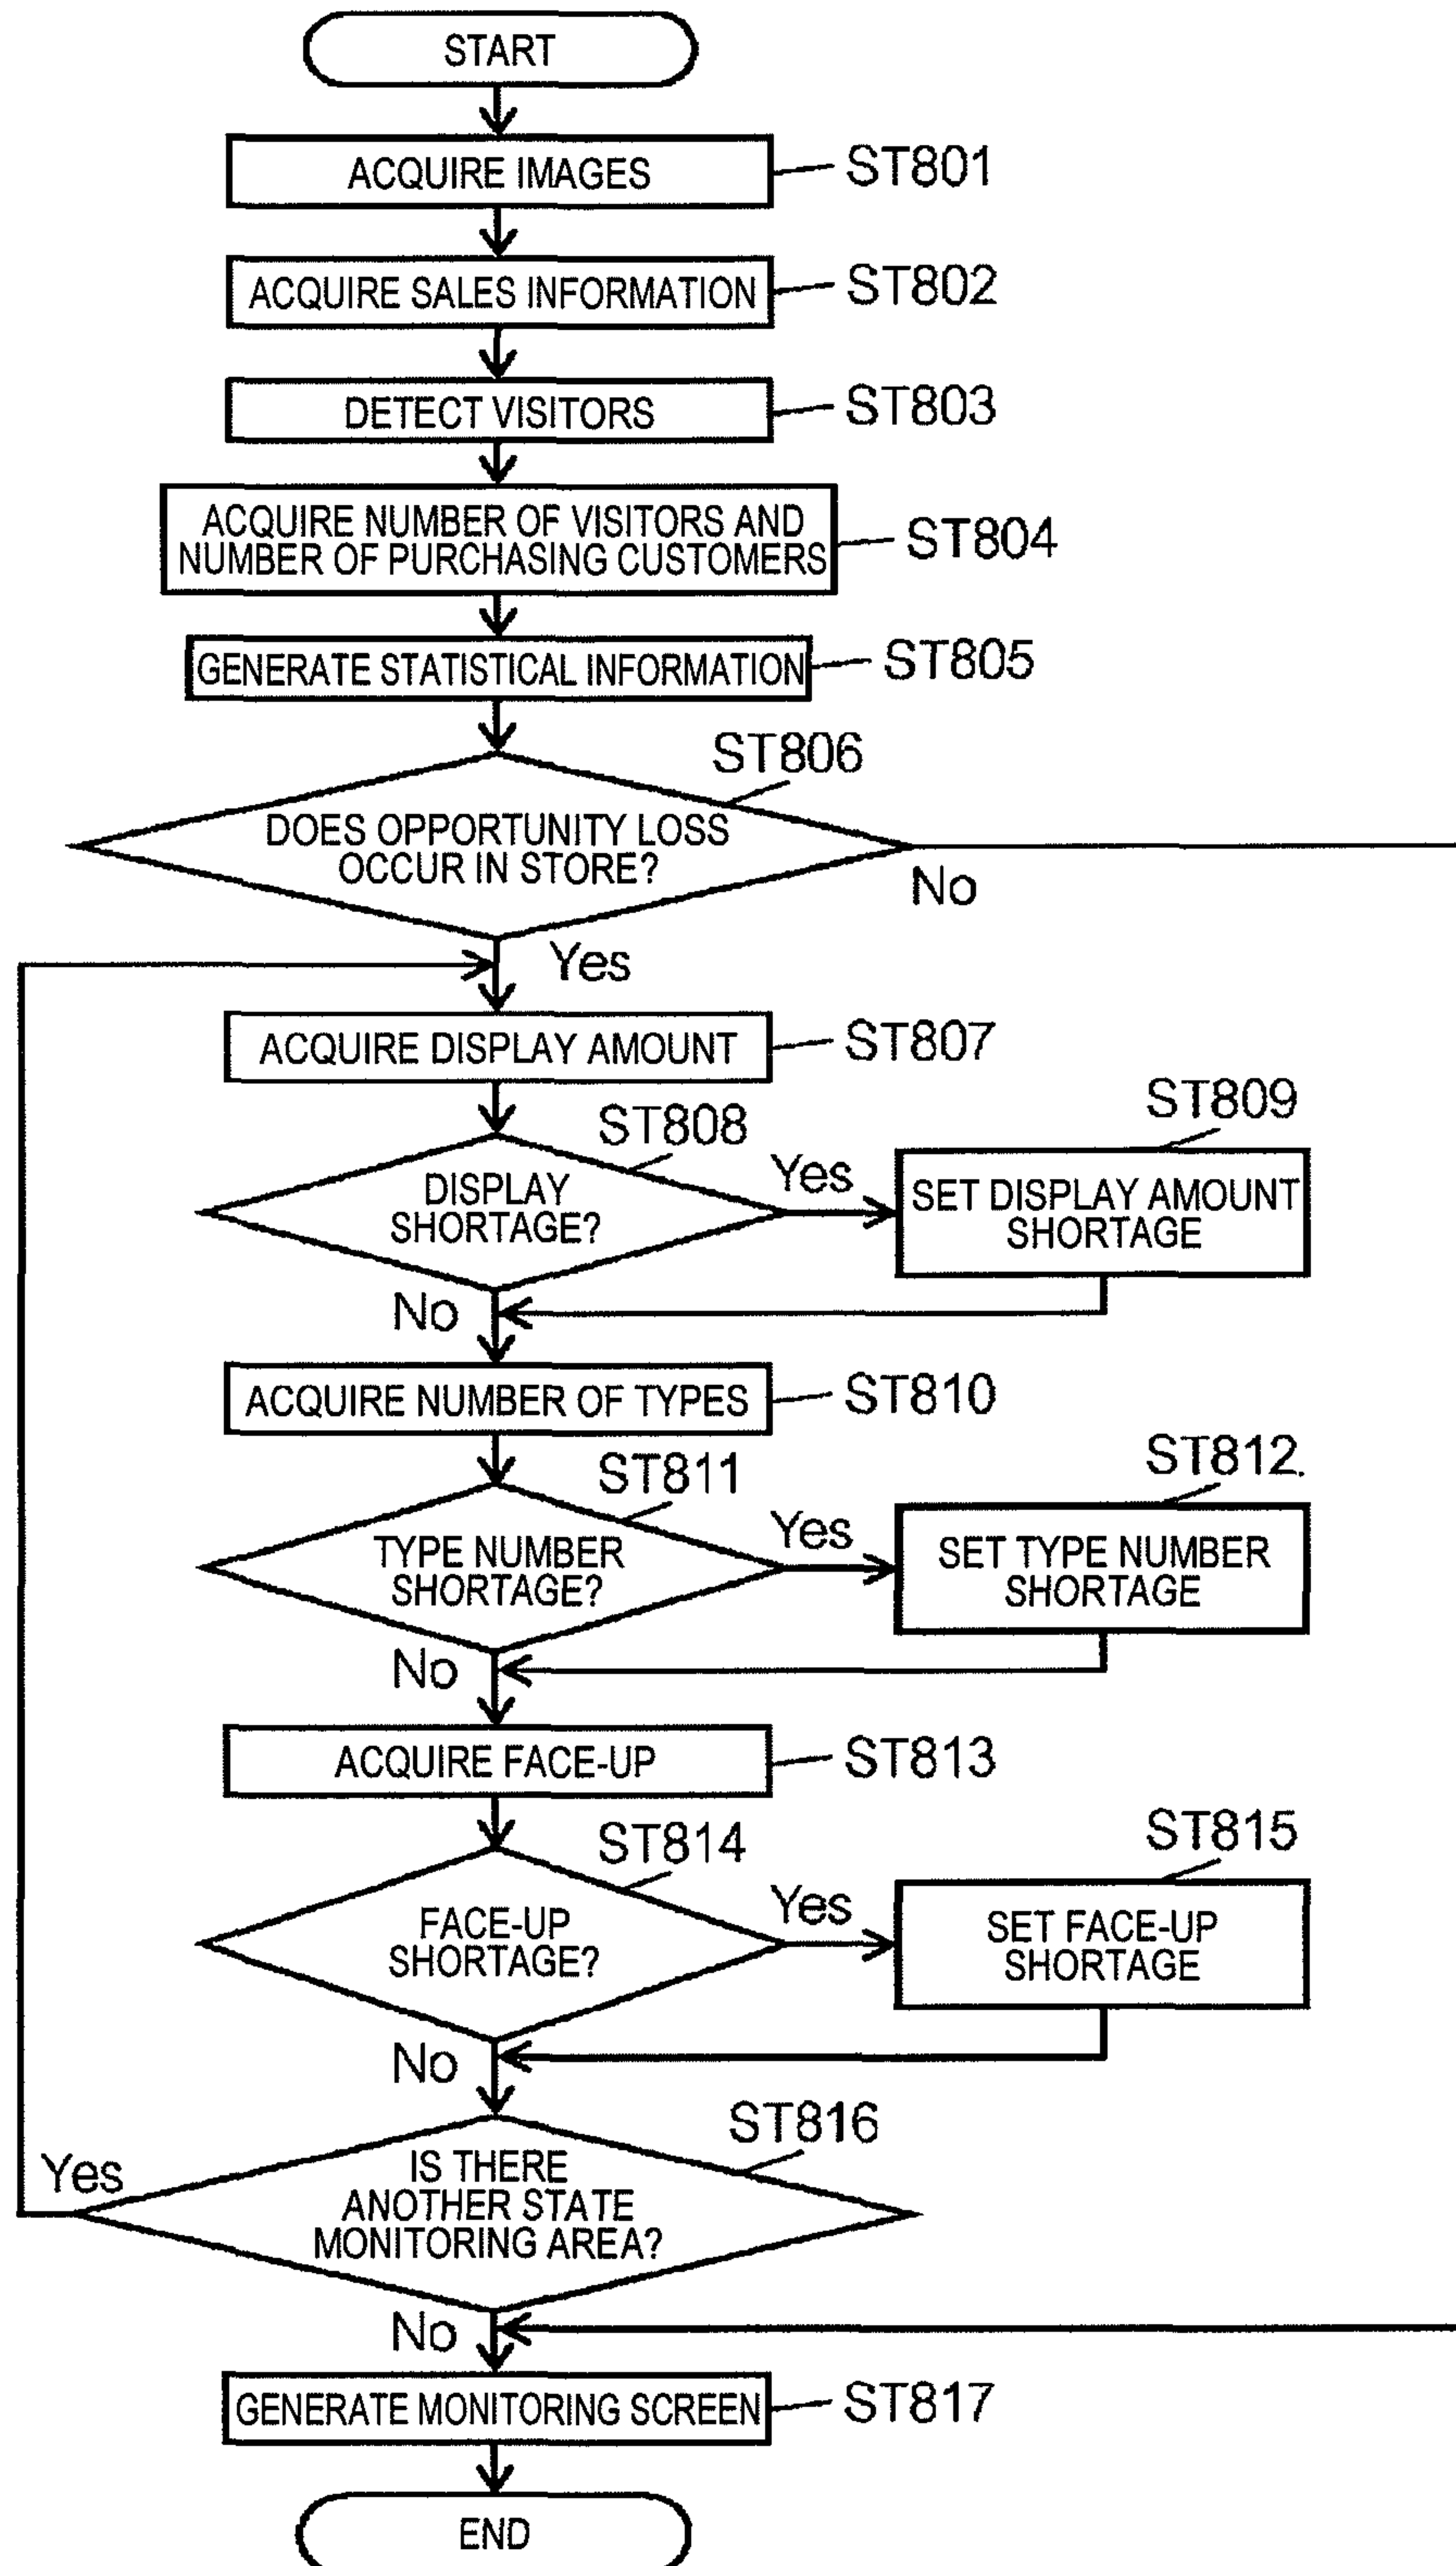 START
ACQUIRE IMAGES
ST801
ACQUIRE SALES INFORMATION
ST802
DETECT VISITORS
ST803
ACQUIRE NUMBER OF VISITORS AND
NUMBER OF PURCHASING CUSTOMERS
ST804
GENERATE STATISTICAL INFORMATION
ST805
ST806
DOES OPPORTUNITY LOSS
OCCUR IN STORE?
No
Yes
ACQUIRE DISPLAY AMOUNT
ST807
ST808
DISPLAY
SHORTAGE?
Yes
ST809
SET DISPLAY AMOUNT
SHORTAGE
No
ACQUIRE NUMBER OF TYPES
ST810
ST811
TYPE NUMBER
SHORTAGE?
Yes
ST812.
SET TYPE NUMBER
SHORTAGE
No
ACQUIRE FACE-UP
ST813
ST814
FACE-UP
SHORTAGE?
Yes
ST815
SET FACE-UP
SHORTAGE
No
ST816
IS THERE
ANOTHER STATE
MONITORING AREA?
Yes
No
GENERATE MONITORING SCREEN
ST817
END